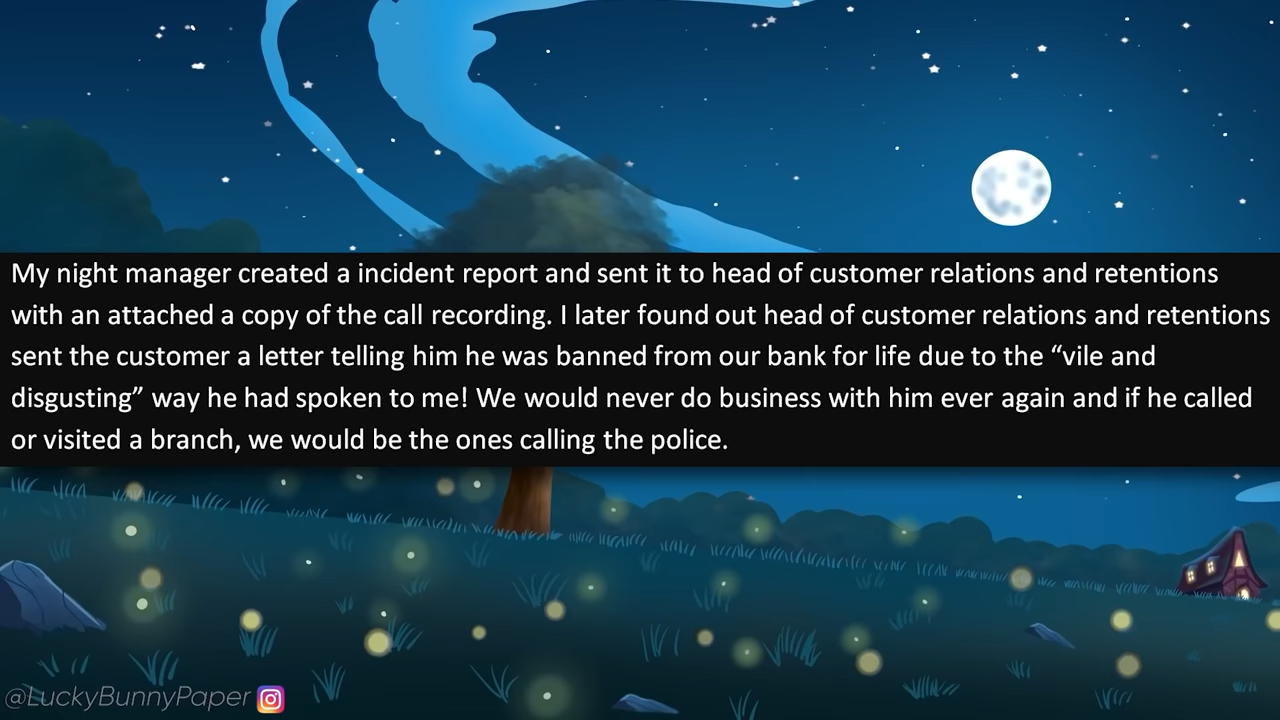 My night manager created a incident report and sent it to head of customer relations and retentions
with an attached a copy of the call recording. I later found out head of customer relations and retentions
sent the customer a letter telling him he was banned from our bank for life due to the “vile and
disgusting” way he had spoken to me! We would never do business with him ever again and if he called
or visited a branch, we would be the ones calling the police.
@LuckyBunnyPaper